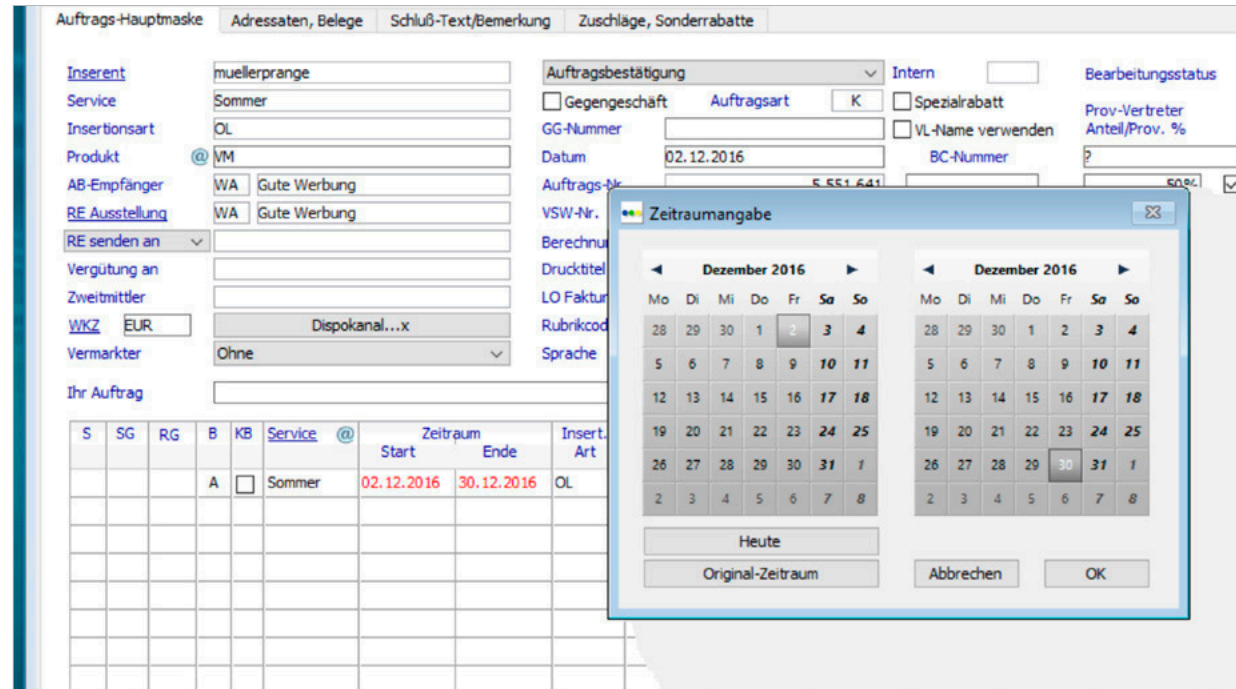 Auftrags-Hauptmaske Adressaten, Belege Schluß-Text/Bemerkung Zuschläge, Sonderrabatte
Inserent muellerprange Auftragsbestätigung Intern Bearbeitungsstatus
Service Sommer Gegengeschäft Auftragsart K Spezialrabatt Prov-Vertreter
Insertionsart OL GG-Nummer VL-Name verwenden Anteil/Prov. %
Produkt @ VM Datum 02.12.2016 BC-Nummer ?
AB-Empfänger WA Gute Werbung Auftrags-Nr 5.551.641 50%
RE Ausstellung WA Gute Werbung VSW-Nr.
RE senden an
Vergütung an Drucktitel
Zweitmittler LO Faktur
WKZ EUR Dispokanal...x Rubrikcod
Vermarkter Ohne Sprache
Ihr Auftrag
S SG RG B KB Service @ Zeitraum Insert.
Start Ende Art
A Sommer 02.12.2016 30.12.2016 OL
Zeitraumangabe
Dezember 2016
Mo Di Mi Do Fr Sa So
28 29 30 1 2 3 4
5 6 7 8 9 10 11
12 13 14 15 16 17 18
19 20 21 22 23 24 25
26 27 28 29 30 31 1
2 3 4 5 6 7 8
Heute
Original-Zeitraum
Dezember 2016
Mo Di Mi Do Fr Sa So
28 29 30 1 2 3 4
5 6 7 8 9 10 11
12 13 14 15 16 17 18
19 20 21 22 23 24 25
26 27 28 29 30 31 1
2 3 4 5 6 7 8
Abbrechen OK